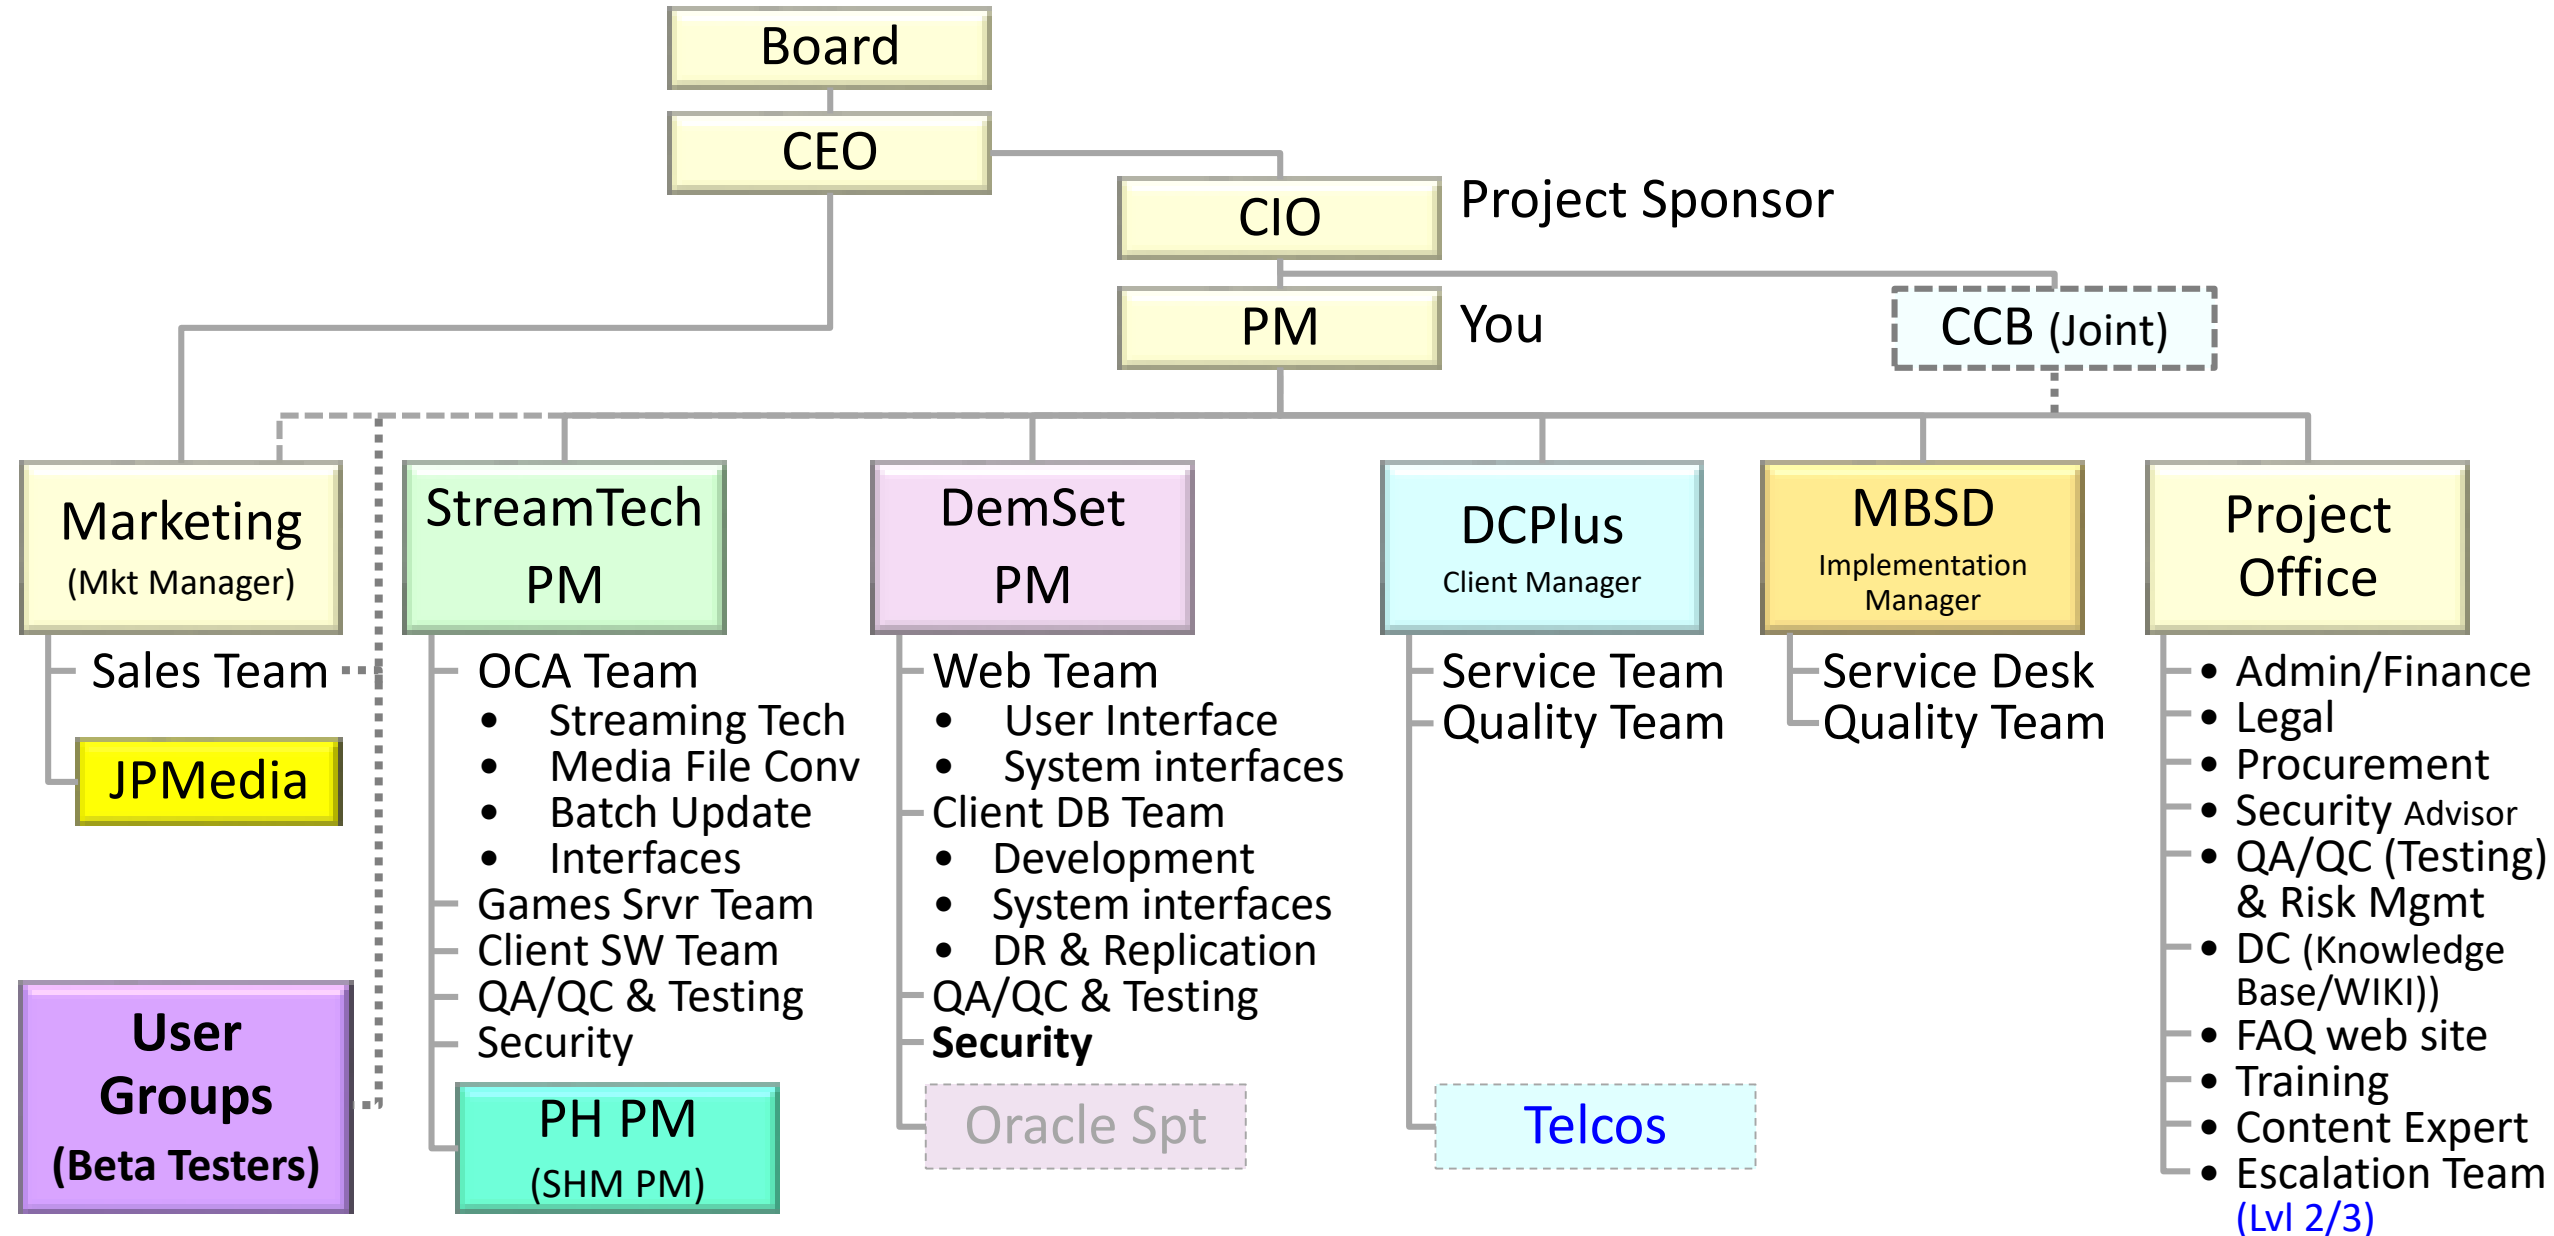 Board
CEO
CIO
Project Sponsor
PM
You
CCB (Joint)
Marketing
(Mkt Manager)
Sales Team
JPMedia
User
Groups
(Beta Testers)
StreamTech
PM
OCA Team
• Streaming Tech
• Media File Conv
• Batch Update
• Interfaces
Games Srvr Team
Client SW Team
QA/QC & Testing
Security
PH PM
(SHM PM)
DemSet
PM
Web Team
• User Interface
• System interfaces
Client DB Team
• Development
• System interfaces
• DR & Replication
QA/QC & Testing
Security
Oracle Spt
DCPlus
Client Manager
Service Team
Quality Team
Telcos
MBSD
Implementation
Manager
Service Desk
Quality Team
Project
Office
• Admin/Finance
• Legal
• Procurement
• Security Advisor
• QA/QC (Testing)
& Risk Mgmt
• DC (Knowledge
Base/WIKI))
• FAQ web site
• Training
• Content Expert
• Escalation Team
(Lvl 2/3)